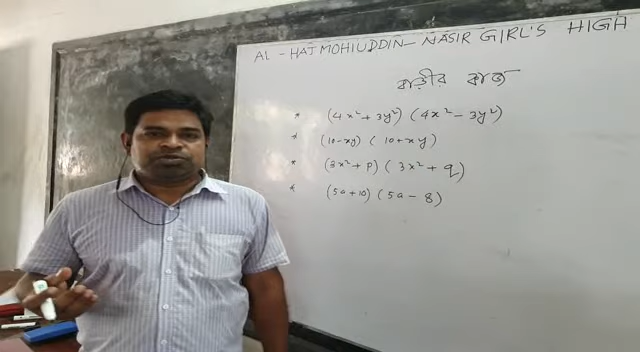 AL - HAJ MOHIUDDIN NASIR GIRL'S HIGH
বাড়ীর কাজ
* (4x²+3y²) (4x²-3y²)
* (10-xy) (10+xy)
* (3x²+p) (3x²+q)
* (5a+10) (5a-8)